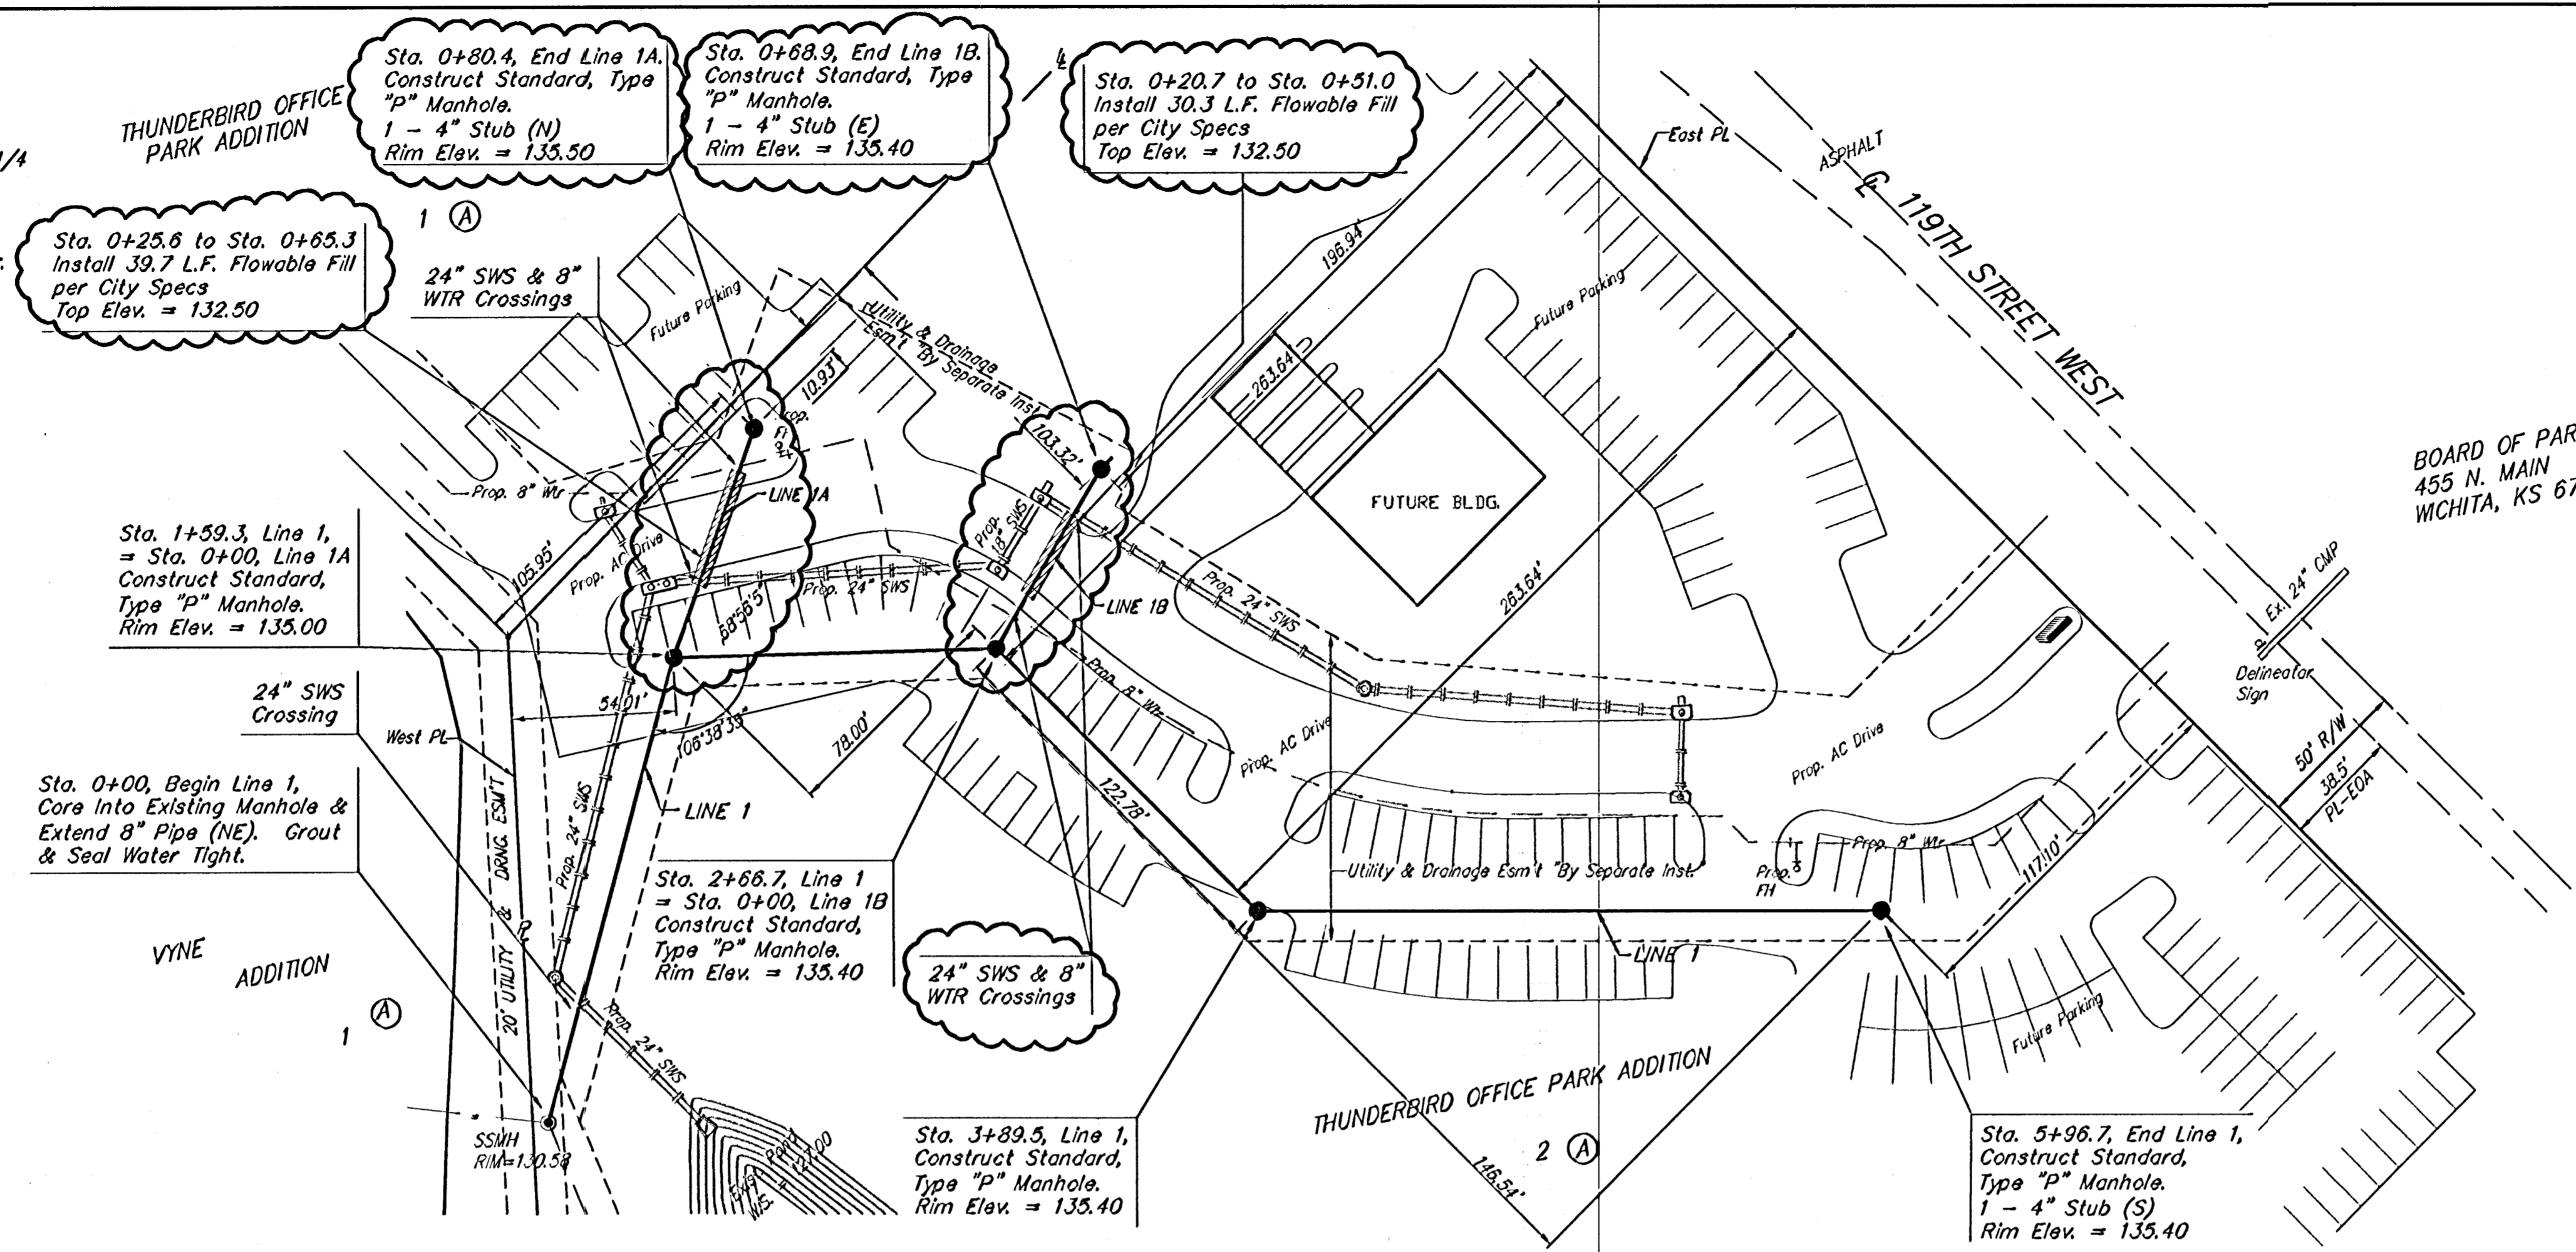 Sta. 0+80.4, End Line 1A.
Construct Standard, Type
"P" Manhole.
1 - 4" Stub (N)
Rim Elev. = 135.50
Sta. 0+68.9, End Line 1B.
Construct Standard, Type
"P" Manhole.
1 - 4" Stub (E)
Rim Elev. = 135.40
Sta. 0+20.7 to Sta. 0+51.0
Install 30.3 L.F. Flowable Fill
per City Specs
Top Elev. = 132.50
THUNDERBIRD OFFICE
PARK ADDITION
1/4
1 A
Sta. 0+25.6 to Sta. 0+65.3
Install 39.7 L.F. Flowable Fill
per City Specs
Top Elev. = 132.50
24" SWS & 8"
WTR Crossings
Future Parking
Utility & Drainage
Esm't "By Separate Inst.
10.93'
196.94'
263.64'
Future Parking
East PL
ASPHALT
℄ 119TH STREET WEST
BOARD OF PAR
455 N. MAIN
WICHITA, KS 67
Prop. 8" Wtr
LINE 1A
103.32'
Prop.
18" SWS
LINE 1B
FUTURE BLDG.
263.64'
Sta. 1+59.3, Line 1,
= Sta. 0+00, Line 1A
Construct Standard,
Type "P" Manhole.
Rim Elev. = 135.00
105.95'
Prop. AC Drive
Prop. 24" SWS
68°56'5"
Prop. 24" SWS
Prop. 8" Wtr
Ex. 24" CMP
Delineator
Sign
24" SWS
Crossing
54.01'
West PL
106°38'39"
78.00'
122.78'
Prop. AC Drive
Prop. AC Drive
50' R/W
38.5'
PL-EOA
Sta. 0+00, Begin Line 1,
Core Into Existing Manhole &
Extend 8" Pipe (NE). Grout
& Seal Water Tight.
20' UTILITY & DRNG. ESM'T
Prop. 24" SWS
LINE 1
Sta. 2+66.7, Line 1
= Sta. 0+00, Line 1B
Construct Standard,
Type "P" Manhole.
Rim Elev. = 135.40
24" SWS & 8"
WTR Crossings
Utility & Drainage Esm't "By Separate Inst.
Prop.
FH
Prop. 8" Wtr
117.10'
LINE 1
Future Parking
VYNE
ADDITION
1 A
Prop. 24" SWS
SSMH
RIM=130.58
Pond
W.S.
127.00
Sta. 3+89.5, Line 1,
Construct Standard,
Type "P" Manhole.
Rim Elev. = 135.40
THUNDERBIRD OFFICE PARK ADDITION
2 A
146.54'
Sta. 5+96.7, End Line 1,
Construct Standard,
Type "P" Manhole.
1 - 4" Stub (S)
Rim Elev. = 135.40